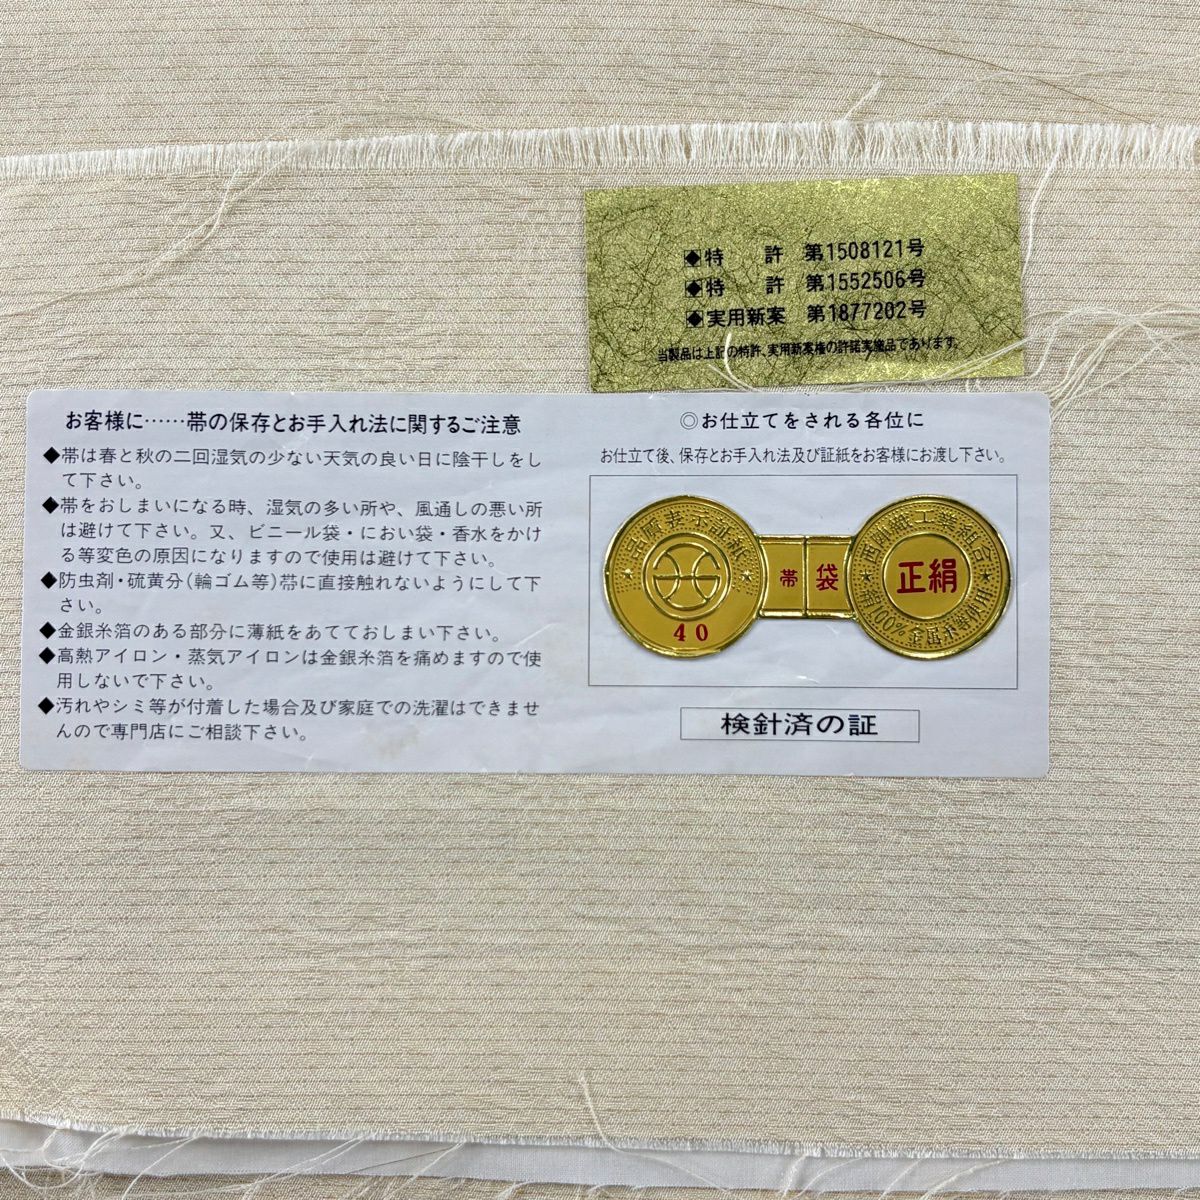 ◆特　許　第1508121号
◆特　許　第1552506号
◆実用新案　第1877202号
当製品は上記の特許、実用新案権の許諾実施品であります。
お客様に……帯の保存とお手入れ法に関するご注意
◆帯は春と秋の二回湿気の少ない天気の良い日に陰干しをし
て下さい。
◆帯をおしまいになる時、湿気の多い所や、風通しの悪い所
は避けて下さい。又、ビニール袋・におい袋・香水をかけ
る等変色の原因になりますので使用は避けて下さい。
◆防虫剤・硫黄分(輪ゴム等)帯に直接触れないようにして下
さい。
◆金銀糸箔のある部分に薄紙をあてておしまい下さい。
◆高熱アイロン・蒸気アイロンは金銀糸箔を痛めますので使
用しないで下さい。
◆汚れやシミ等が付着した場合及び家庭での洗濯はできませ
んので専門店にご相談下さい。
◎お仕立てをされる各位に
お仕立て後、保存とお手入れ法及び証紙をお客様にお渡し下さい。
品質表示証紙
40
帯
袋
西陣織工業組合
正絹
絹100%金属糸等使用
検針済の証